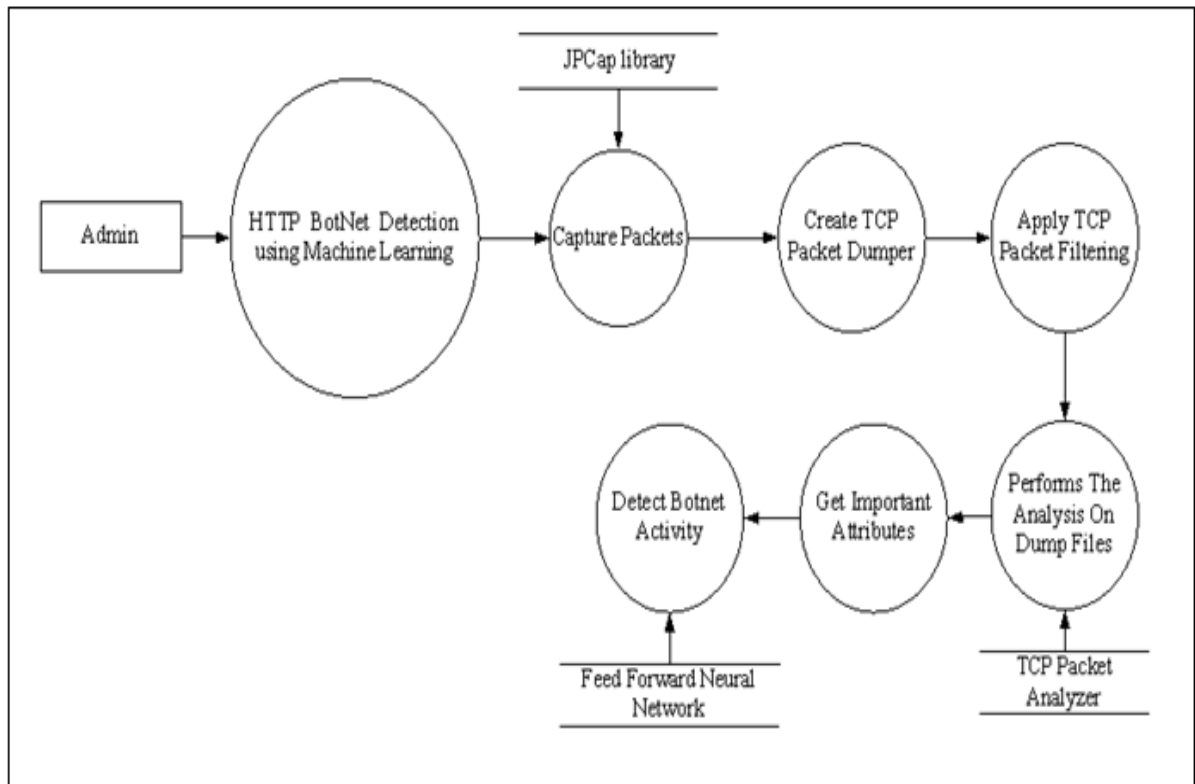 JPCap library
Admin
HTTP BotNet Detection
using Machine Learning
Capture Packets
Create TCP
Packet Dumper
Apply TCP
Packet Filtering
Performs The
Analysis On
Dump Files
Get Important
Attributes
Detect Botnet
Activity
Feed Forward Neural
Network
TCP Packet
Analyzer